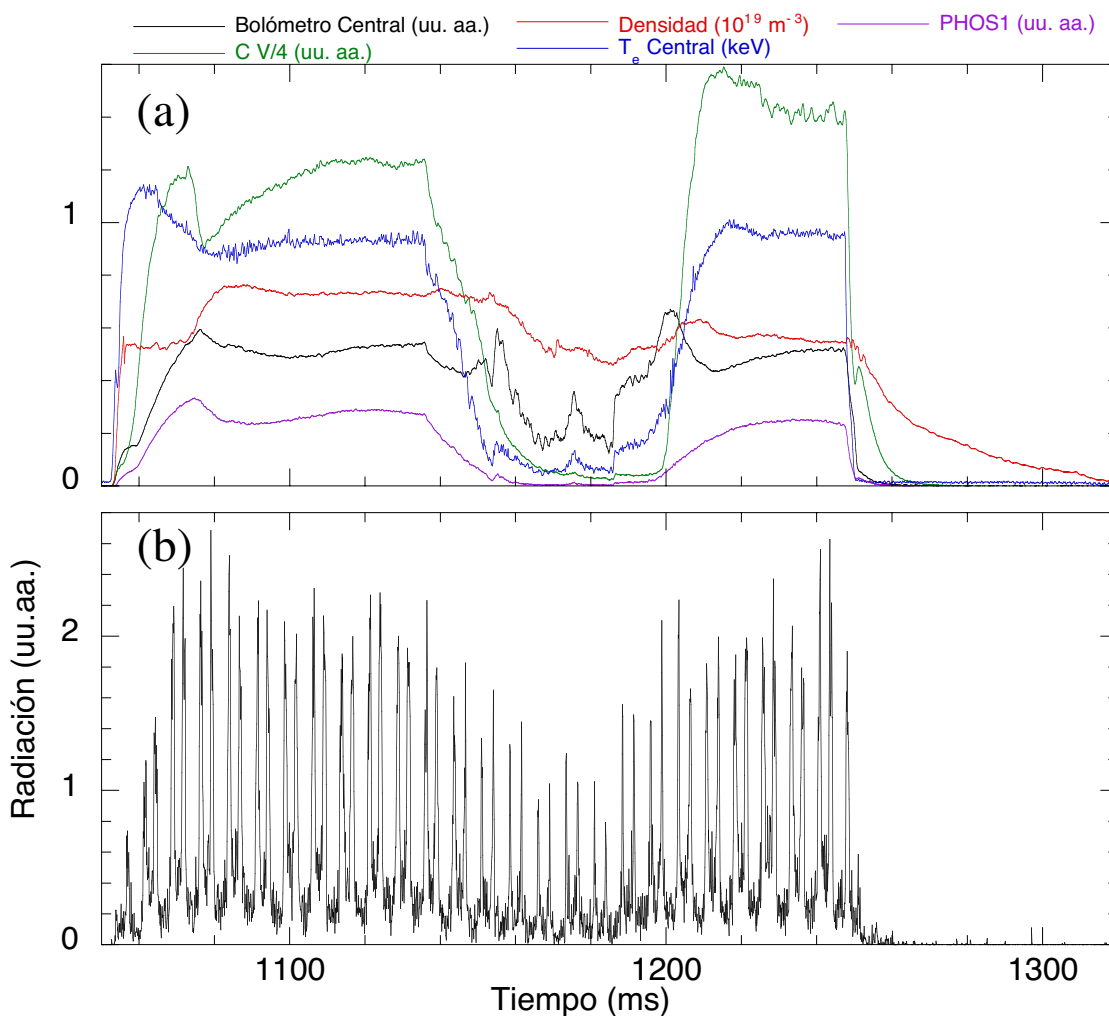 Bolómetro Central (uu. aa.) Densidad (10¹⁹ m⁻³) PHOS1 (uu. aa.)
C V/4 (uu. aa.) Tₑ Central (keV)
(a)
1
0
(b)
Radiación (uu.aa.)
2
1
0
1100 1200 1300
Tiempo (ms)